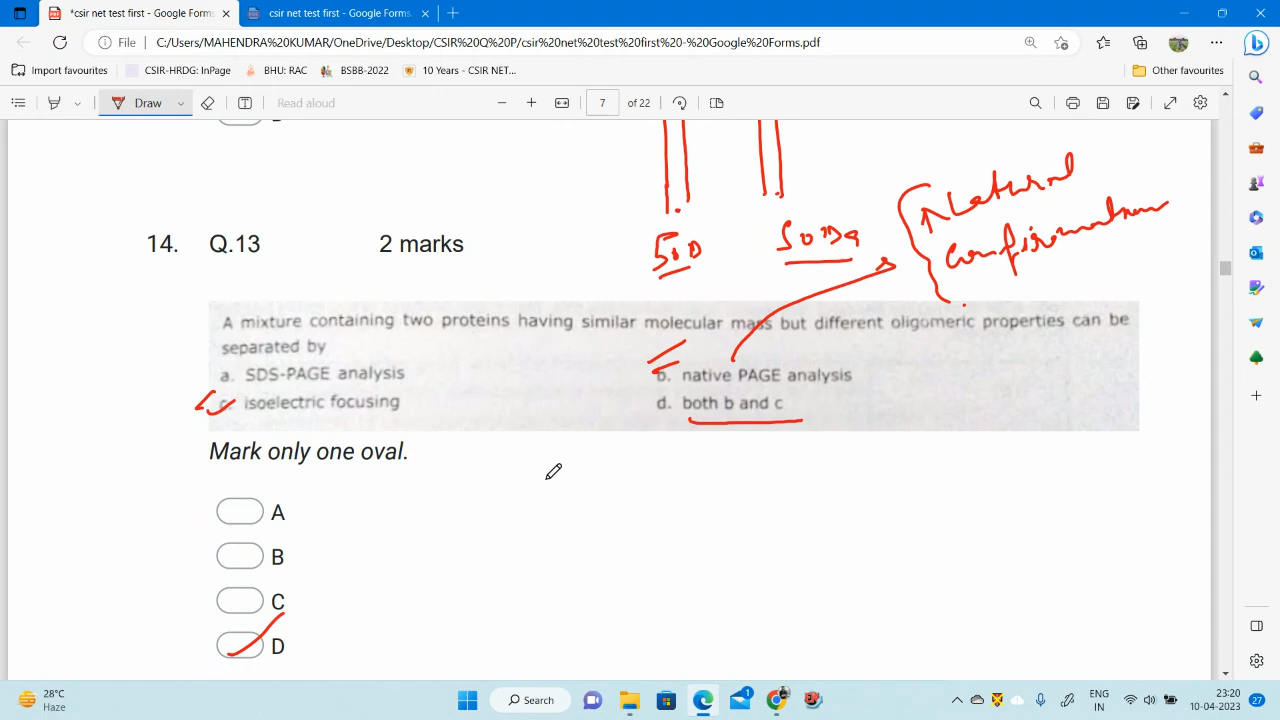 *csir net test first - Google Forms
csir net test first - Google Forms.
File
C:/Users/MAHENDRA%20KUMAR/OneDrive/Desktop/CSIR%20Q%20P/csir%20net%20test%20first%20-%20Google%20Forms.pdf
Import favourites
CSIR-HRDG: InPage
BHU: RAC
BSBB-2022
10 Years - CSIR NET...
Other favourites
Draw
Read aloud
7 of 22
14. Q.13 2 marks
50 Da
conformation
A mixture containing two proteins having similar molecular mass but different oligomeric properties can be
separated by
a. SDS-PAGE analysis
b. native PAGE analysis
c. isoelectric focusing
d. both b and c
Mark only one oval.
A
B
C
D
28°C
Haze
Search
1
ENG
IN
23:20
10-04-2023
27